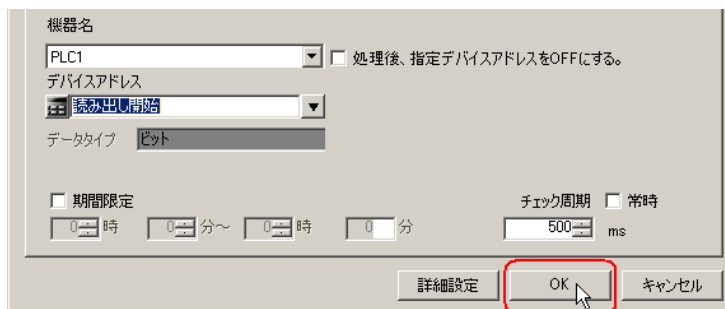 機器名
PLC1 処理後、指定デバイスアドレスをOFFにする。
デバイスアドレス
読み出し開始
データタイプ ビット
期間限定 チェック周期 常時
0 時 0 分~ 0 時 0 分 500 ms
詳細設定 OK キャンセル